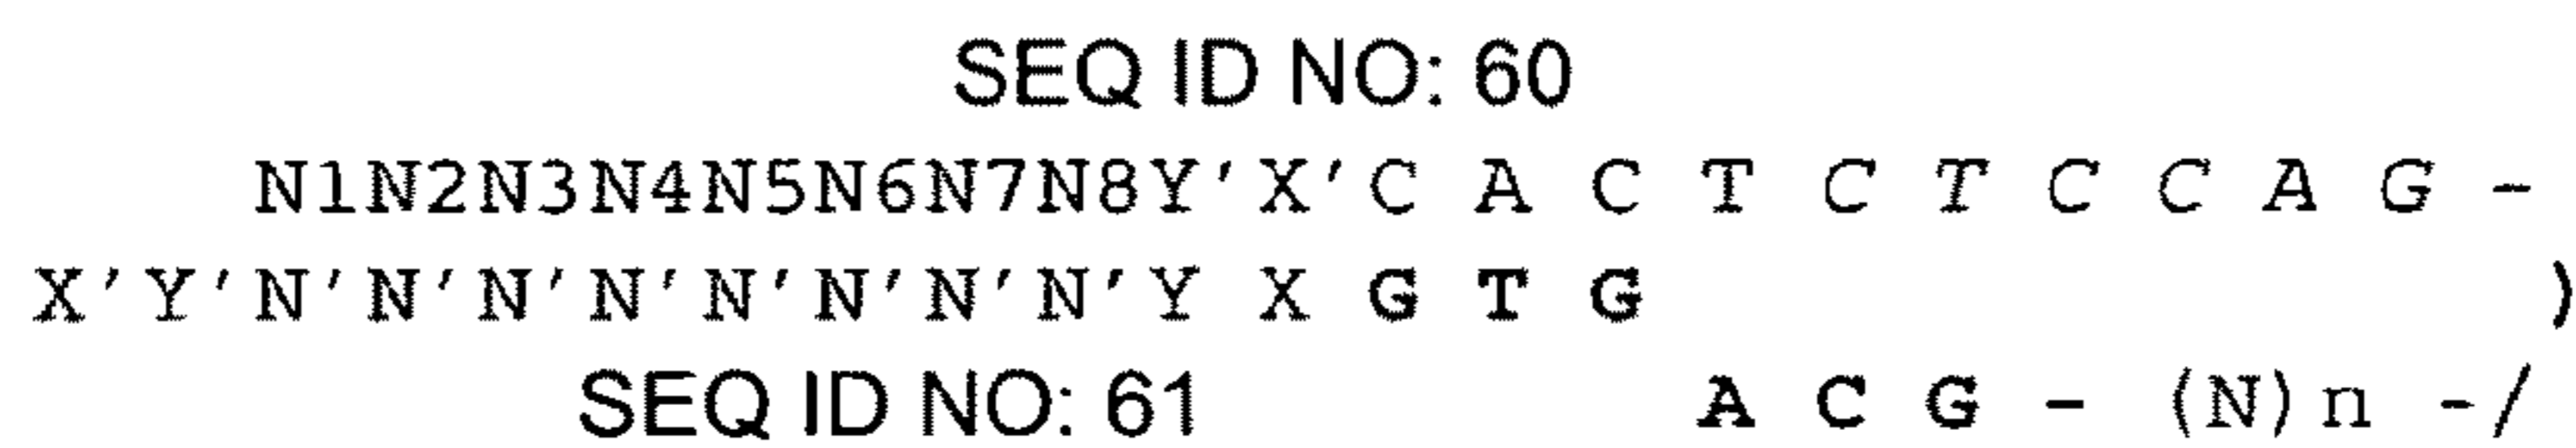 SEQ ID NO: 60
N1N2N3N4N5N6N7N8Y'X'C A C T C T C C A G -
X'Y'N'N'N'N'N'N'N'N'Y X G T G )
SEQ ID NO: 61 A C G - (N)n -/